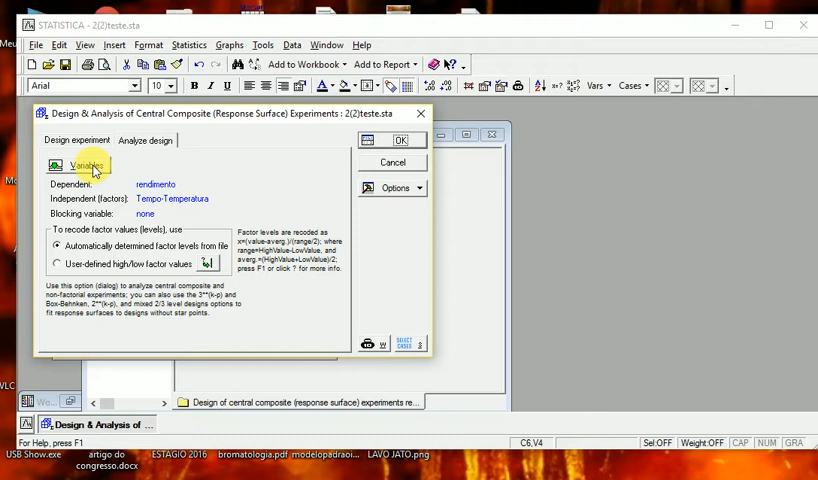 STATISTICA - 2(2)teste.sta
File Edit View Insert Format Statistics Graphs Tools Data Window Help
Add to Workbook Add to Report
Arial 10 B I U Vars Cases
Design & Analysis of Central Composite (Response Surface) Experiments : 2(2)teste.sta
Design experiment Analyze design
OK
Variables
Cancel
Dependent: rendimento
Options
Independent (factors): Tempo-Temperatura
Blocking variable: none
To recode factor values (levels), use
Automatically determined factor levels from file
User-defined high/low factor values
Factor levels are recoded as
x=(value-averg.)/(range/2); where
range=HighValue-LowValue, and
averg.=(HighValue+LowValue)/2;
press F1 or click ? for more info.
Use this option (dialog) to analyze central composite and
non-factorial experiments; you can also use the 3**(k-p) and
Box-Behnken, 2**(k-p), and mixed 2/3 level designs options to
fit response surfaces to designs without star points.
SELECT
CASES
Design of central composite (response surface) experiments re...
Design & Analysis of ...
For Help, press F1
C6,V4 Sel:OFF Weight:OFF CAP NUM GRA
USB Show.exe artigo do
congresso.docx
ESTAGIO 2016 bromatologia.pdf modelopadraoi... LAVO JATO.png